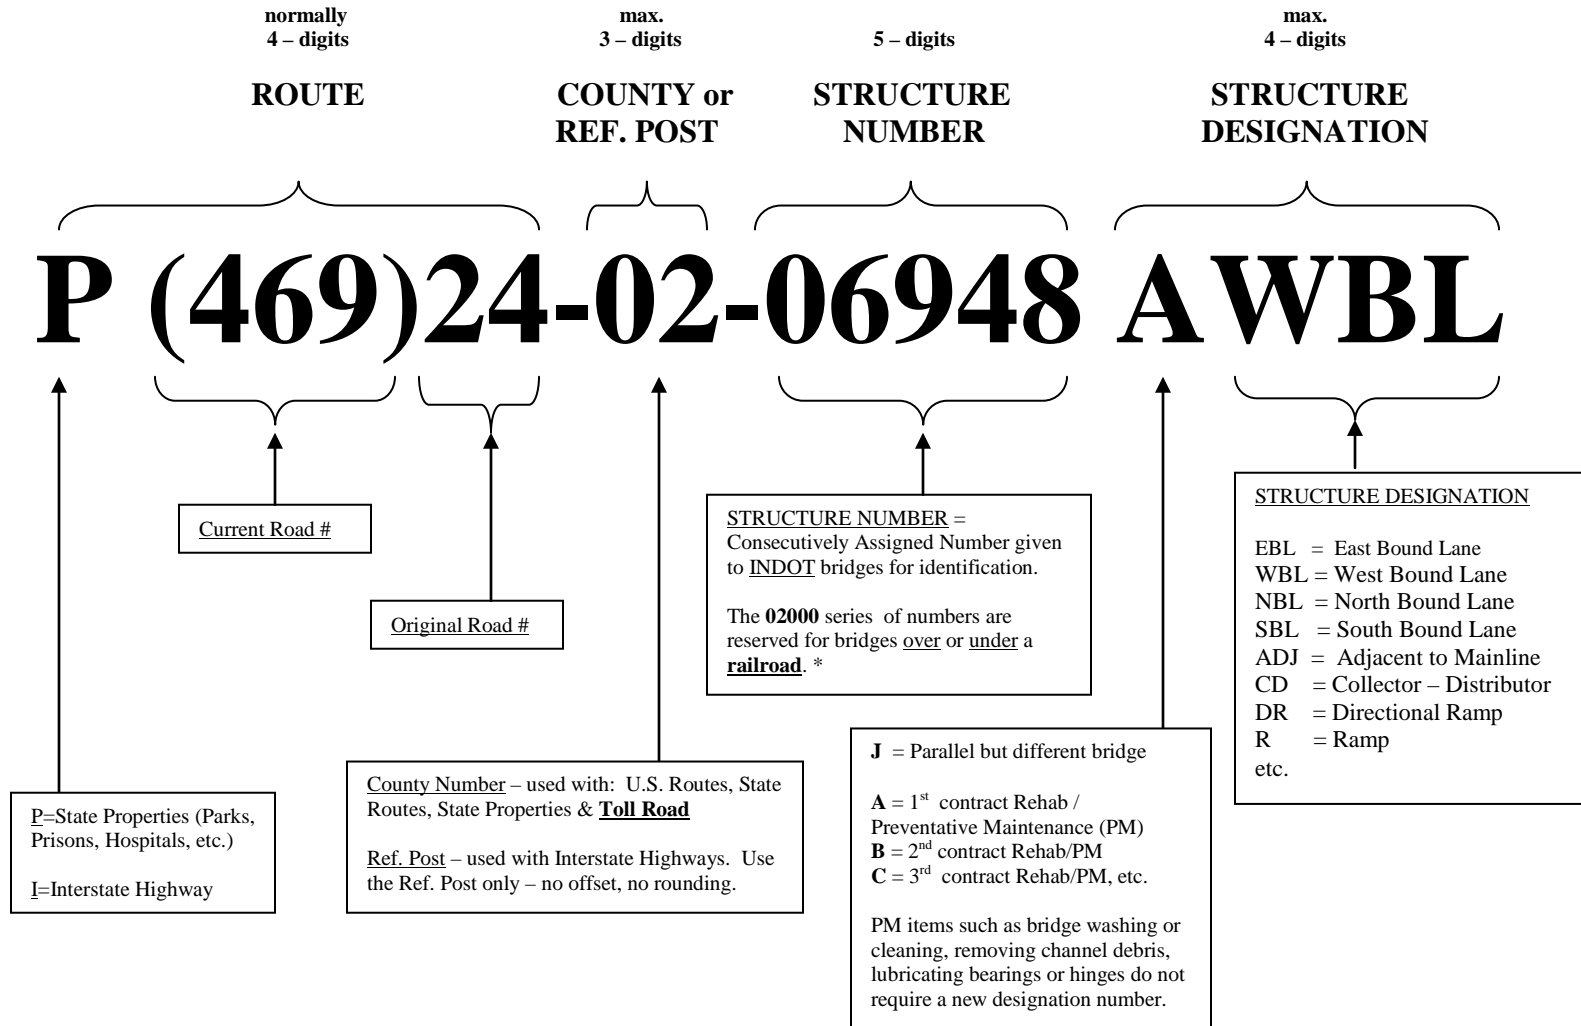 normally
4 – digits
max.
3 – digits
5 – digits
max.
4 – digits
ROUTE
COUNTY or
REF. POST
STRUCTURE
NUMBER
STRUCTURE
DESIGNATION
P (469)24-02-06948 AWBL
Current Road #
Original Road #
P=State Properties (Parks,
Prisons, Hospitals, etc.)
I=Interstate Highway
County Number – used with: U.S. Routes, State
Routes, State Properties & Toll Road
Ref. Post – used with Interstate Highways. Use
the Ref. Post only – no offset, no rounding.
STRUCTURE NUMBER =
Consecutively Assigned Number given
to INDOT bridges for identification.
The 02000 series of numbers are
reserved for bridges over or under a
railroad. *
J = Parallel but different bridge
A = 1st contract Rehab /
Preventative Maintenance (PM)
B = 2nd contract Rehab/PM
C = 3rd contract Rehab/PM, etc.
PM items such as bridge washing or
cleaning, removing channel debris,
lubricating bearings or hinges do not
require a new designation number.
STRUCTURE DESIGNATION
EBL = East Bound Lane
WBL = West Bound Lane
NBL = North Bound Lane
SBL = South Bound Lane
ADJ = Adjacent to Mainline
CD = Collector – Distributor
DR = Directional Ramp
R = Ramp
etc.